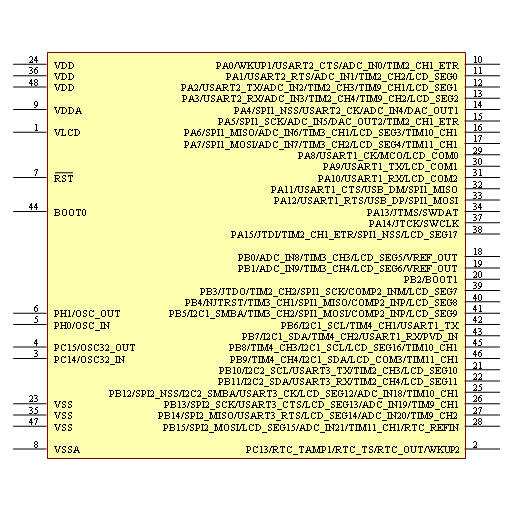 24 VDD
36 VDD
48 VDD
9 VDDA
1 VLCD
7 RST
44 BOOT0
6 PH1/OSC_OUT
5 PH0/OSC_IN
4 PC15/OSC32_OUT
3 PC14/OSC32_IN
23 VSS
35 VSS
47 VSS
8 VSSA
PA0/WKUP1/USART2_CTS/ADC_IN0/TIM2_CH1_ETR 10
PA1/USART2_RTS/ADC_IN1/TIM2_CH2/LCD_SEG0 11
PA2/USART2_TX/ADC_IN2/TIM2_CH3/TIM9_CH1/LCD_SEG1 12
PA3/USART2_RX/ADC_IN3/TIM2_CH4/TIM9_CH2/LCD_SEG2 13
PA4/SPI1_NSS/USART2_CK/ADC_IN4/DAC_OUT1 14
PA5/SPI1_SCK/ADC_IN5/DAC_OUT2/TIM2_CH1_ETR 15
PA6/SPI1_MISO/ADC_IN6/TIM3_CH1/LCD_SEG3/TIM10_CH1 16
PA7/SPI1_MOSI/ADC_IN7/TIM3_CH2/LCD_SEG4/TIM11_CH1 17
PA8/USART1_CK/MCO/LCD_COM0 29
PA9/USART1_TX/LCD_COM1 30
PA10/USART1_RX/LCD_COM2 31
PA11/USART1_CTS/USB_DM/SPI1_MISO 32
PA12/USART1_RTS/USB_DP/SPI1_MOSI 33
PA13/JTMS/SWDAT 34
PA14/JTCK/SWCLK 37
PA15/JTDI/TIM2_CH1_ETR/SPI1_NSS/LCD_SEG17 38
PB0/ADC_IN8/TIM3_CH3/LCD_SEG5/VREF_OUT 18
PB1/ADC_IN9/TIM3_CH4/LCD_SEG6/VREF_OUT 19
PB2/BOOT1 20
PB3/JTDO/TIM2_CH2/SPI1_SCK/COMP2_INM/LCD_SEG7 39
PB4/NJTRST/TIM3_CH1/SPI1_MISO/COMP2_INP/LCD_SEG8 40
PB5/I2C1_SMBA/TIM3_CH2/SPI1_MOSI/COMP2_INP/LCD_SEG9 41
PB6/I2C1_SCL/TIM4_CH1/USART1_TX 42
PB7/I2C1_SDA/TIM4_CH2/USART1_RX/PVD_IN 43
PB8/TIM4_CH3/I2C1_SCL/LCD_SEG16/TIM10_CH1 45
PB9/TIM4_CH4/I2C1_SDA/LCD_COM3/TIM11_CH1 46
PB10/I2C2_SCL/USART3_TX/TIM2_CH3/LCD_SEG10 21
PB11/I2C2_SDA/USART3_RX/TIM2_CH4/LCD_SEG11 22
PB12/SPI2_NSS/I2C2_SMBA/USART3_CK/LCD_SEG12/ADC_IN18/TIM10_CH1 25
PB13/SPI2_SCK/USART3_CTS/LCD_SEG13/ADC_IN19/TIM9_CH1 26
PB14/SPI2_MISO/USART3_RTS/LCD_SEG14/ADC_IN20/TIM9_CH2 27
PB15/SPI2_MOSI/LCD_SEG15/ADC_IN21/TIM11_CH1/RTC_REFIN 28
PC13/RTC_TAMP1/RTC_TS/RTC_OUT/WKUP2 2